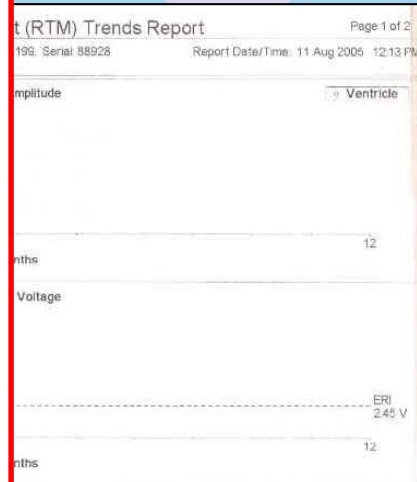 t (RTM) Trends Report Page 1 of 2
199. Serial: 88928 Report Date/Time: 11 Aug 2005 12:13 PM
mplitude Ventricle
12
nths
Voltage
ERI
2.45 V
12
nths